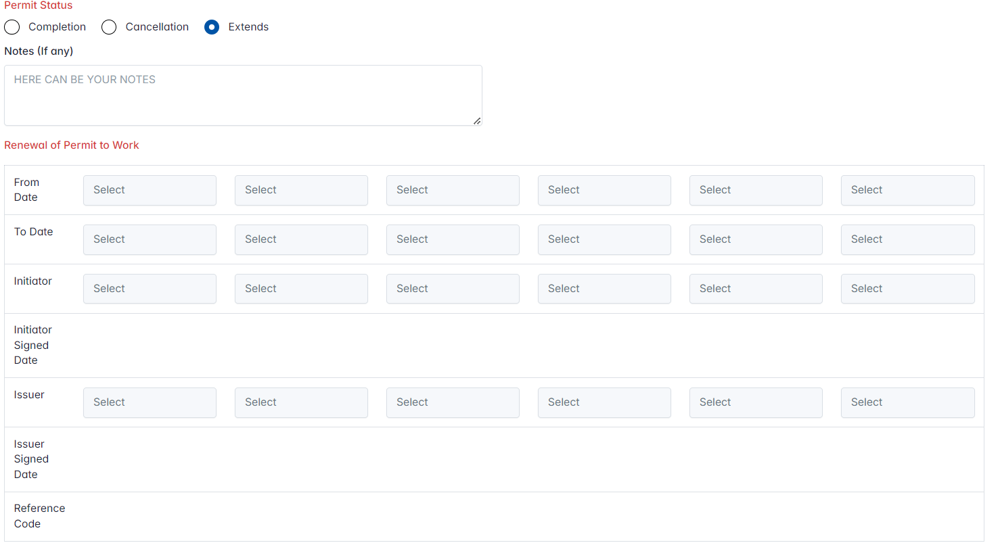 Permit Status
Completion Cancellation Extends
Notes (If any)
HERE CAN BE YOUR NOTES
Renewal of Permit to Work
From
Date
Select Select Select Select Select Select
To Date
Select Select Select Select Select Select
Initiator
Select Select Select Select Select Select
Initiator
Signed
Date
Issuer
Select Select Select Select Select Select
Issuer
Signed
Date
Reference
Code